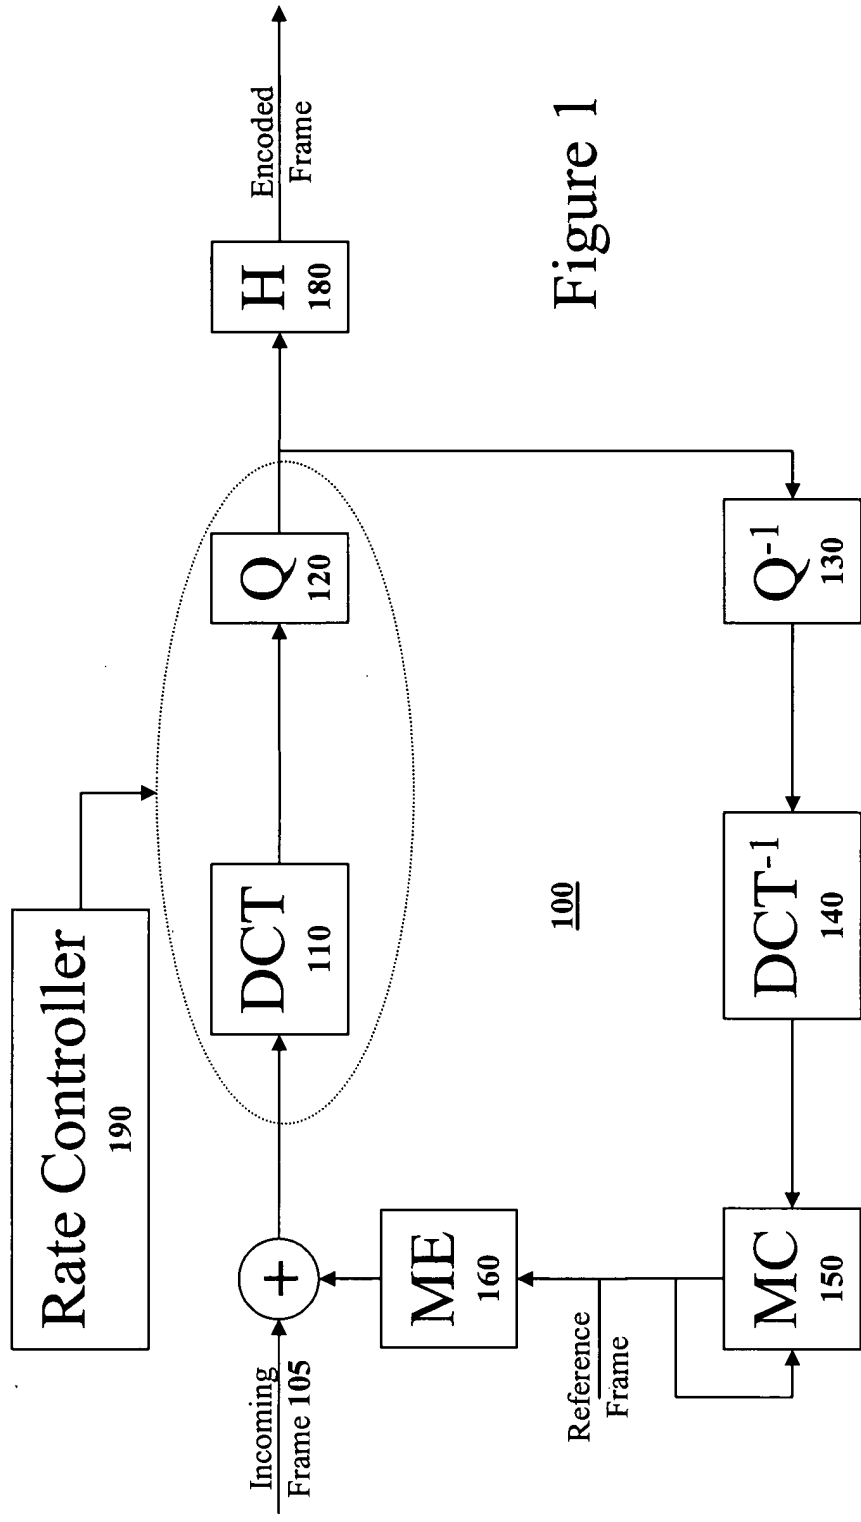 Rate Controller
190
Incoming
Frame 105
+
DCT
110
Q
120
H
180
Encoded
Frame
ME
160
Reference
Frame
100
MC
150
DCT-1
140
Q-1
130
Figure 1